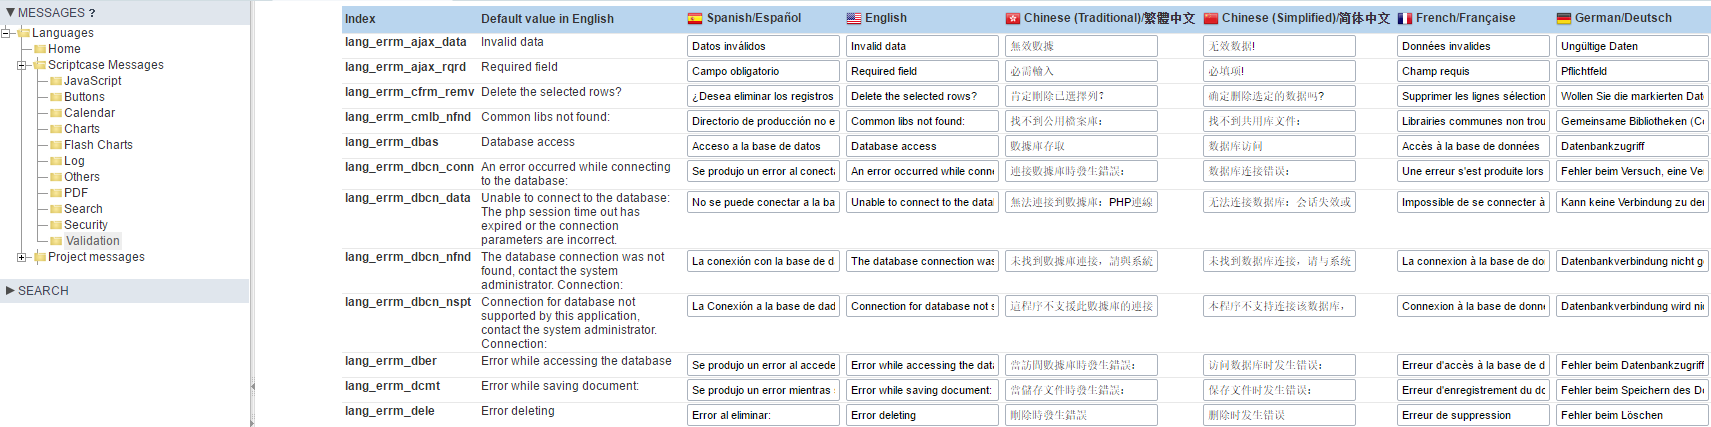 MESSAGES ?
Languages
Home
Scriptcase Messages
JavaScript
Buttons
Calendar
Charts
Flash Charts
Log
Others
PDF
Search
Security
Validation
Project messages
SEARCH
Index Default value in English Spanish/Español English Chinese (Traditional)/繁體中文 Chinese (Simplified)/简体中文 French/Française German/Deutsch
lang_errm_ajax_data Invalid data Datos inválidos Invalid data 無效數據 无效数据! Données invalides Ungültige Daten
lang_errm_ajax_rqrd Required field Campo obligatorio Required field 必需輸入 必填项! Champ requis Pflichtfeld
lang_errm_cfrm_remv Delete the selected rows? ¿Desea eliminar los registros Delete the selected rows? 肯定刪除已選擇列? 确定删除选定的数据吗? Supprimer les lignes sélection Wollen Sie die markierten Dat
lang_errm_cmlb_nfnd Common libs not found: Directorio de producción no e Common libs not found: 找不到公用檔案庫: 找不到共用库文件: Librairies communes non trou Gemeinsame Bibliotheken (Co
lang_errm_dbas Database access Acceso a la base de datos Database access 數據庫存取 数据库访问 Accès à la base de données Datenbankzugriff
lang_errm_dbcn_conn An error occurred while connecting
to the database:
Se produjo un error al conecta An error occurred while conne 連接數據庫時發生錯誤: 数据库连接错误: Une erreur s'est produite lors Fehler beim Versuch, eine Ver
lang_errm_dbcn_data Unable to connect to the database:
The php session time out has
expired or the connection
parameters are incorrect.
No se puede conectar a la ba Unable to connect to the datal 無法連接到數據庫: PHP連線 无法连接数据库: 会话失效或 Impossible de se connecter à Kann keine Verbindung zu der
lang_errm_dbcn_nfnd The database connection was not
found, contact the system
administrator. Connection:
La conexión con la base de d The database connection was 未找到數據庫連接, 請與系統 未找到数据库连接, 请与系统 La connexion à la base de do Datenbankverbindung nicht g
lang_errm_dbcn_nspt Connection for database not
supported by this application,
contact the system administrator.
Connection:
La Conexión a la base de dad Connection for database not s 這程序不支援此數據庫的連接 本程序不支持连接该数据库, Connexion à la base de donne Datenbankverbindung wird nic
lang_errm_dber Error while accessing the database Se produjo un error al accede Error while accessing the data 當訪問數據庫時發生錯誤: 访问数据库时发生错误: Erreur d'accès à la base de d Fehler beim Datenbankzugriff
lang_errm_dcmt Error while saving document: Se produjo un error mientras Error while saving document: 當儲存文件時發生錯誤: 保存文件时发生错误: Erreur d'enregistrement du do Fehler beim Speichern des Do
lang_errm_dele Error deleting Error al eliminar: Error deleting 刪除時發生錯誤 删除时发生错误 Erreur de suppression Fehler beim Löschen